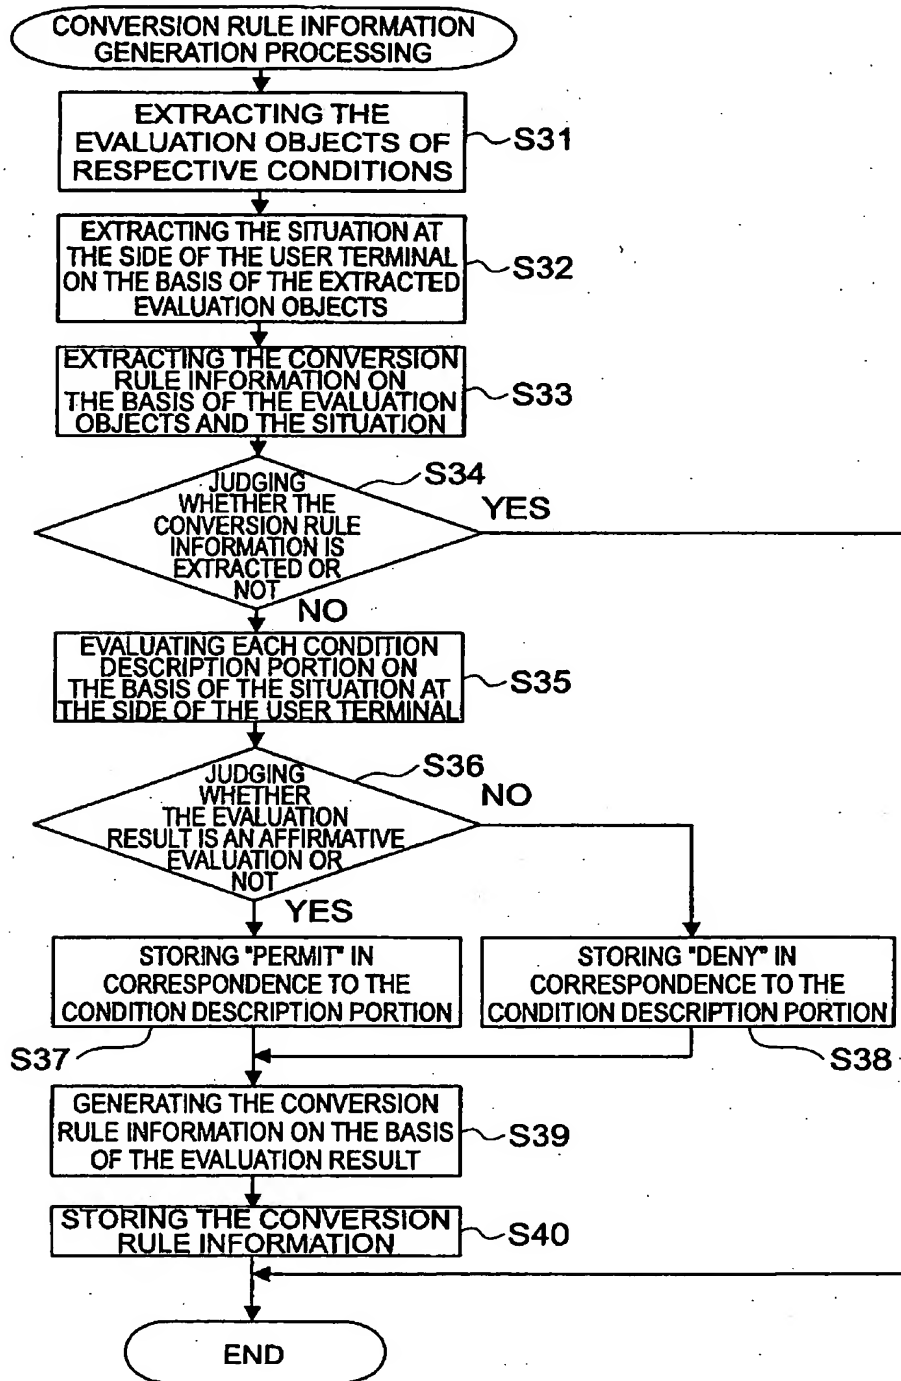 CONVERSION RULE INFORMATION
GENERATION PROCESSING
EXTRACTING THE
EVALUATION OBJECTS OF
RESPECTIVE CONDITIONS
S31
EXTRACTING THE SITUATION AT
THE SIDE OF THE USER TERMINAL
ON THE BASIS OF THE EXTRACTED
EVALUATION OBJECTS
S32
EXTRACTING THE CONVERSION
RULE INFORMATION ON
THE BASIS OF THE EVALUATION
OBJECTS AND THE SITUATION
S33
JUDGING
WHETHER THE
CONVERSION RULE
INFORMATION IS
EXTRACTED OR
NOT
S34
YES
NO
EVALUATING EACH CONDITION
DESCRIPTION PORTION ON
THE BASIS OF THE SITUATION AT
THE SIDE OF THE USER TERMINAL
S35
JUDGING
WHETHER
THE EVALUATION
RESULT IS AN AFFIRMATIVE
EVALUATION OR
NOT
S36
NO
YES
STORING "PERMIT" IN
CORRESPONDENCE TO THE
CONDITION DESCRIPTION PORTION
S37
STORING "DENY" IN
CORRESPONDENCE TO THE
CONDITION DESCRIPTION PORTION
S38
GENERATING THE CONVERSION
RULE INFORMATION ON THE BASIS
OF THE EVALUATION RESULT
S39
STORING THE CONVERSION
RULE INFORMATION
S40
END